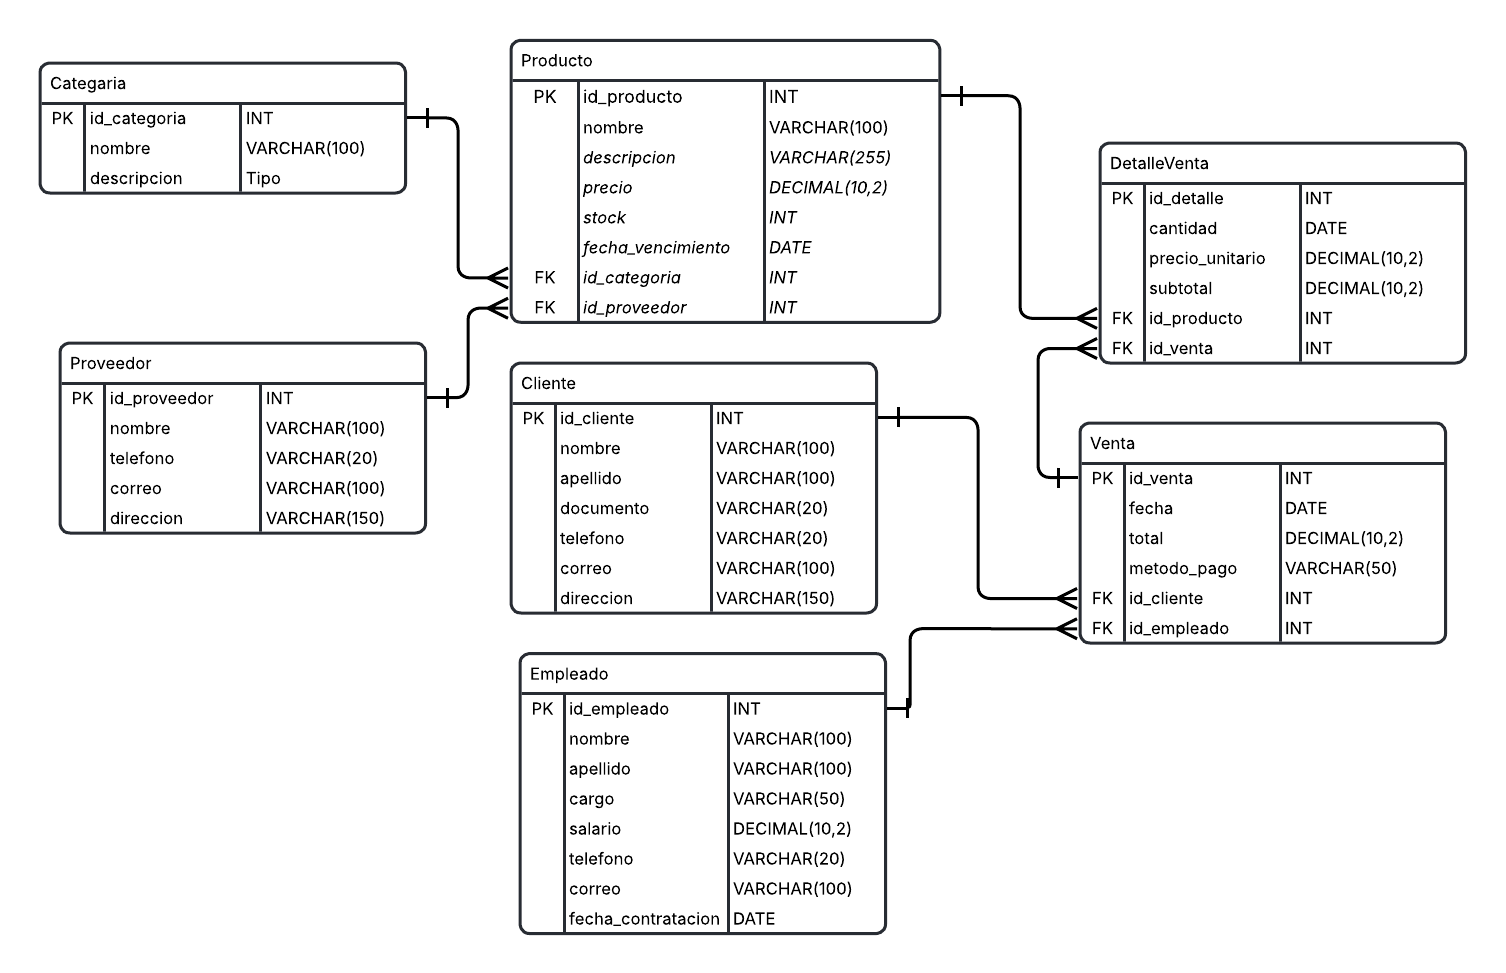 Categaria
PK id_categoria INT
nombre VARCHAR(100)
descripcion Tipo
Producto
PK id_producto INT
nombre VARCHAR(100)
descripcion VARCHAR(255)
precio DECIMAL(10,2)
stock INT
fecha_vencimiento DATE
FK id_categoria INT
FK id_proveedor INT
DetalleVenta
PK id_detalle INT
cantidad DATE
precio_unitario DECIMAL(10,2)
subtotal DECIMAL(10,2)
FK id_producto INT
FK id_venta INT
Proveedor
PK id_proveedor INT
nombre VARCHAR(100)
telefono VARCHAR(20)
correo VARCHAR(100)
direccion VARCHAR(150)
Cliente
PK id_cliente INT
nombre VARCHAR(100)
apellido VARCHAR(100)
documento VARCHAR(20)
telefono VARCHAR(20)
correo VARCHAR(100)
direccion VARCHAR(150)
Venta
PK id_venta INT
fecha DATE
total DECIMAL(10,2)
metodo_pago VARCHAR(50)
FK id_cliente INT
FK id_empleado INT
Empleado
PK id_empleado INT
nombre VARCHAR(100)
apellido VARCHAR(100)
cargo VARCHAR(50)
salario DECIMAL(10,2)
telefono VARCHAR(20)
correo VARCHAR(100)
fecha_contratacion DATE